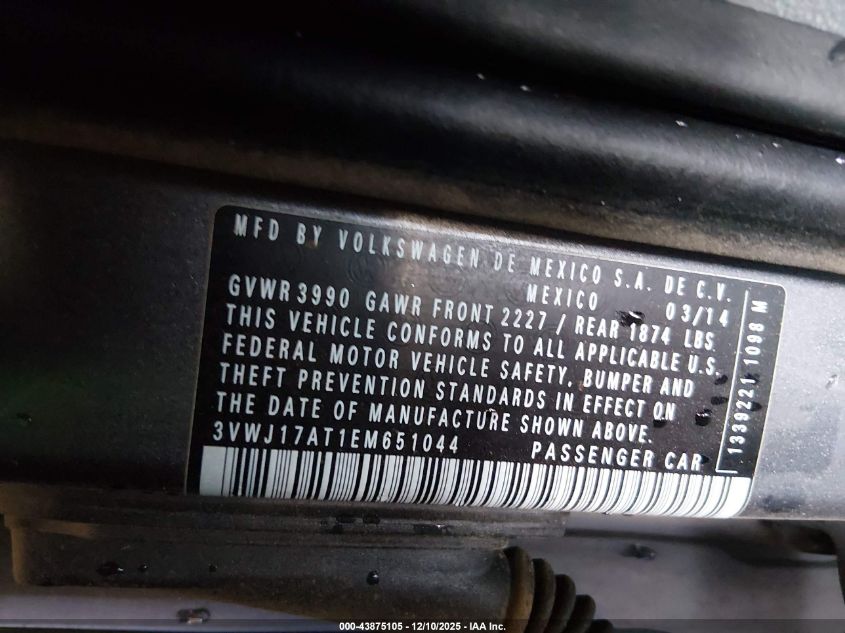 MFD BY VOLKSWAGEN DE MEXICO S.A. DE C.V.
MEXICO 03/14
GVWR 3990 GAWR FRONT 2227 / REAR 1874 LBS
THIS VEHICLE CONFORMS TO ALL APPLICABLE U.S.
FEDERAL MOTOR VEHICLE SAFETY, BUMPER AND
THEFT PREVENTION STANDARDS IN EFFECT ON
THE DATE OF MANUFACTURE SHOWN ABOVE.
3VWJ17AT1EM651044 PASSENGER CAR
1339221 1098 M
000-43875105 - 12/10/2025 - IAA Inc.